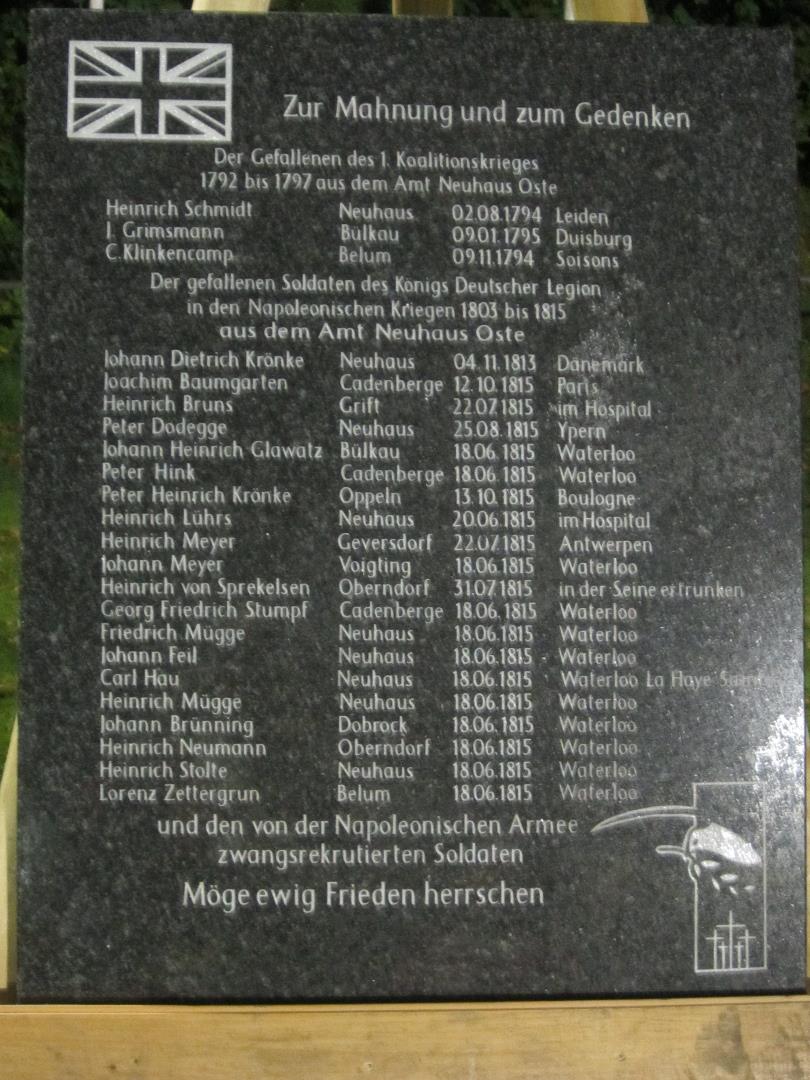 Zur Mahnung und zum Gedenken
Der Gefallenen des 1. Koalitionskrieges
1792 bis 1797 aus dem Amt Neuhaus Oste
Heinrich Schmidt Neuhaus 02.08.1794 Leiden
I. Grimsmann Bülkau 09.01.1795 Duisburg
C.Klinkencamp Belum 09.11.1794 Soisons
Der gefallenen Soldaten des Königs Deutscher Legion
in den Napoleonischen Kriegen 1803 bis 1815
aus dem Amt Neuhaus Oste
Johann Dietrich Krönke Neuhaus 04.11.1813 Dänemark
Joachim Baumgarten Cadenberge 12.10.1815 Paris
Heinrich Bruns Grift 22.07.1815 im Hospital
Peter Dodegge Neuhaus 25.08.1815 Ypern
Johann Heinrich Glawatz Bülkau 18.06.1815 Waterloo
Peter Hink Cadenberge 18.06.1815 Waterloo
Peter Heinrich Krönke Oppeln 13.10.1815 Boulogne
Heinrich Lührs Neuhaus 20.06.1815 im Hospital
Heinrich Meyer Geversdorf 22.07.1815 Antwerpen
Johann Meyer Voigting 18.06.1815 Waterloo
Heinrich von Sprekelsen Oberndorf 31.07.1815 in der Seine ertrunken
Georg Friedrich Stumpf Cadenberge 18.06.1815 Waterloo
Friedrich Mügge Neuhaus 18.06.1815 Waterloo
Johann Feil Neuhaus 18.06.1815 Waterloo
Carl Hau Neuhaus 18.06.1815 Waterloo La Haye
Heinrich Mügge Neuhaus 18.06.1815 Waterloo
Johann Brünning Dobrock 18.06.1815 Waterloo
Heinrich Neumann Oberndorf 18.06.1815 Waterloo
Heinrich Stolte Neuhaus 18.06.1815 Waterloo
Lorenz Zettergrun Belum 18.06.1815 Waterloo
und den von der Napoleonischen Armee
zwangsrekrutierten Soldaten
Möge ewig Frieden herrschen